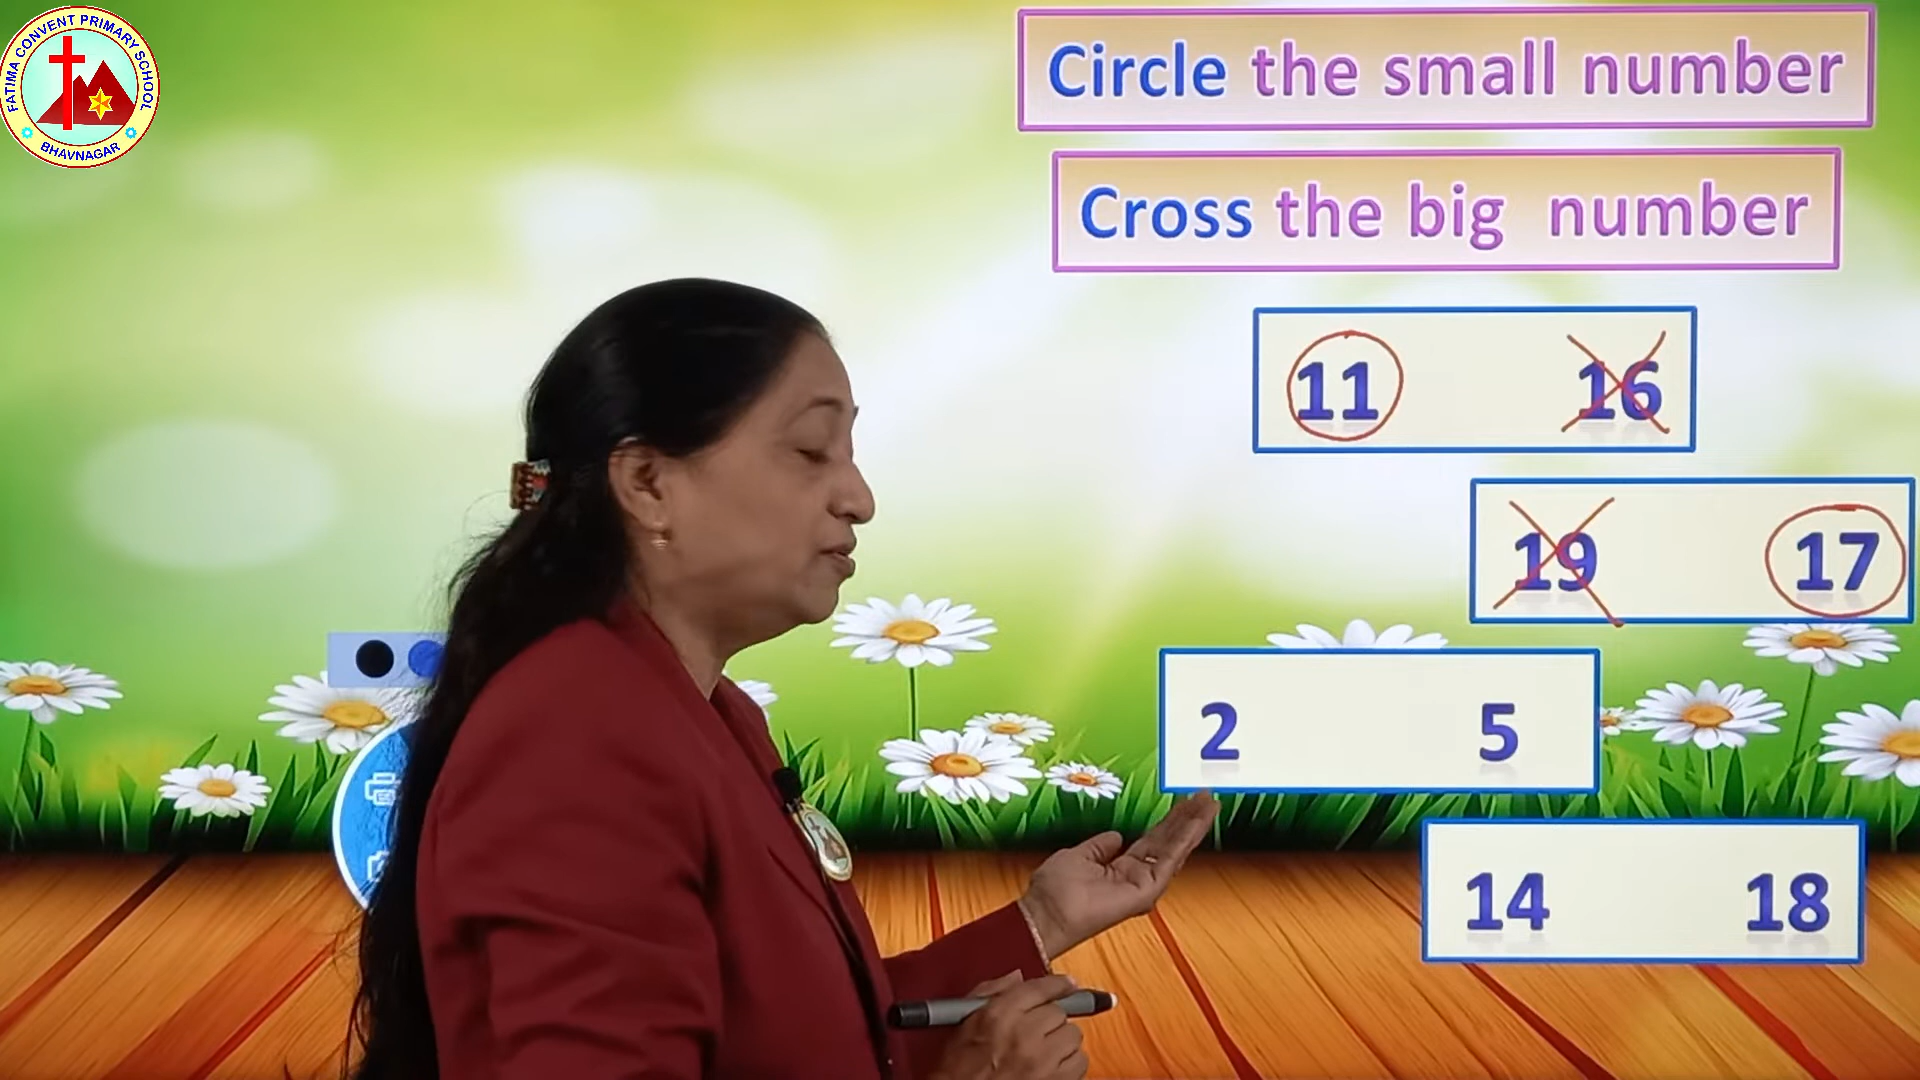 FATIMA CONVENT PRIMARY SCHOOL
BHAVNAGAR
Circle the small number
Cross the big number
11 16
19 17
2 5
14 18